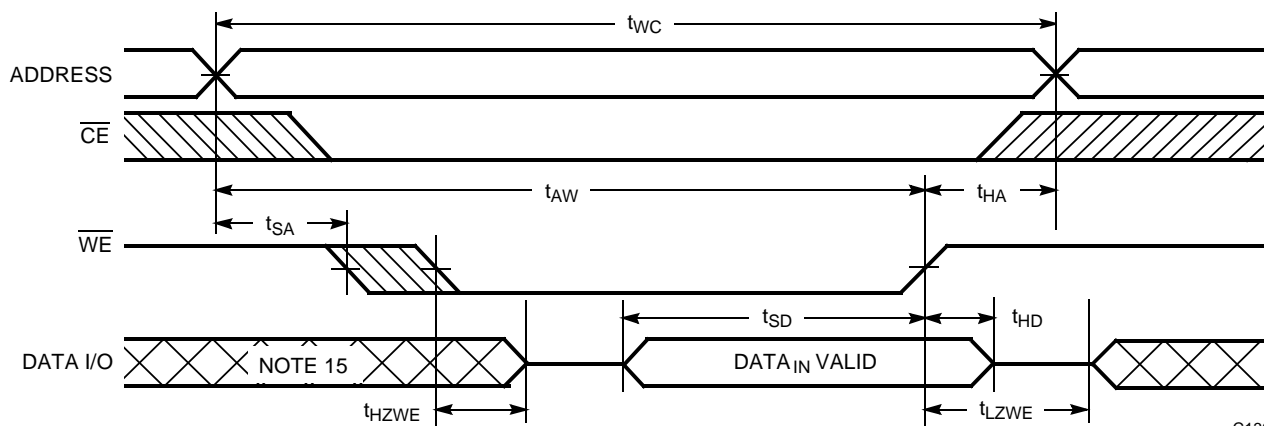 tWC
ADDRESS
CE
tAW
tHA
tSA
WE
tSD
tHD
DATA I/O
NOTE 15
DATAIN VALID
tHZWE
tLZWE